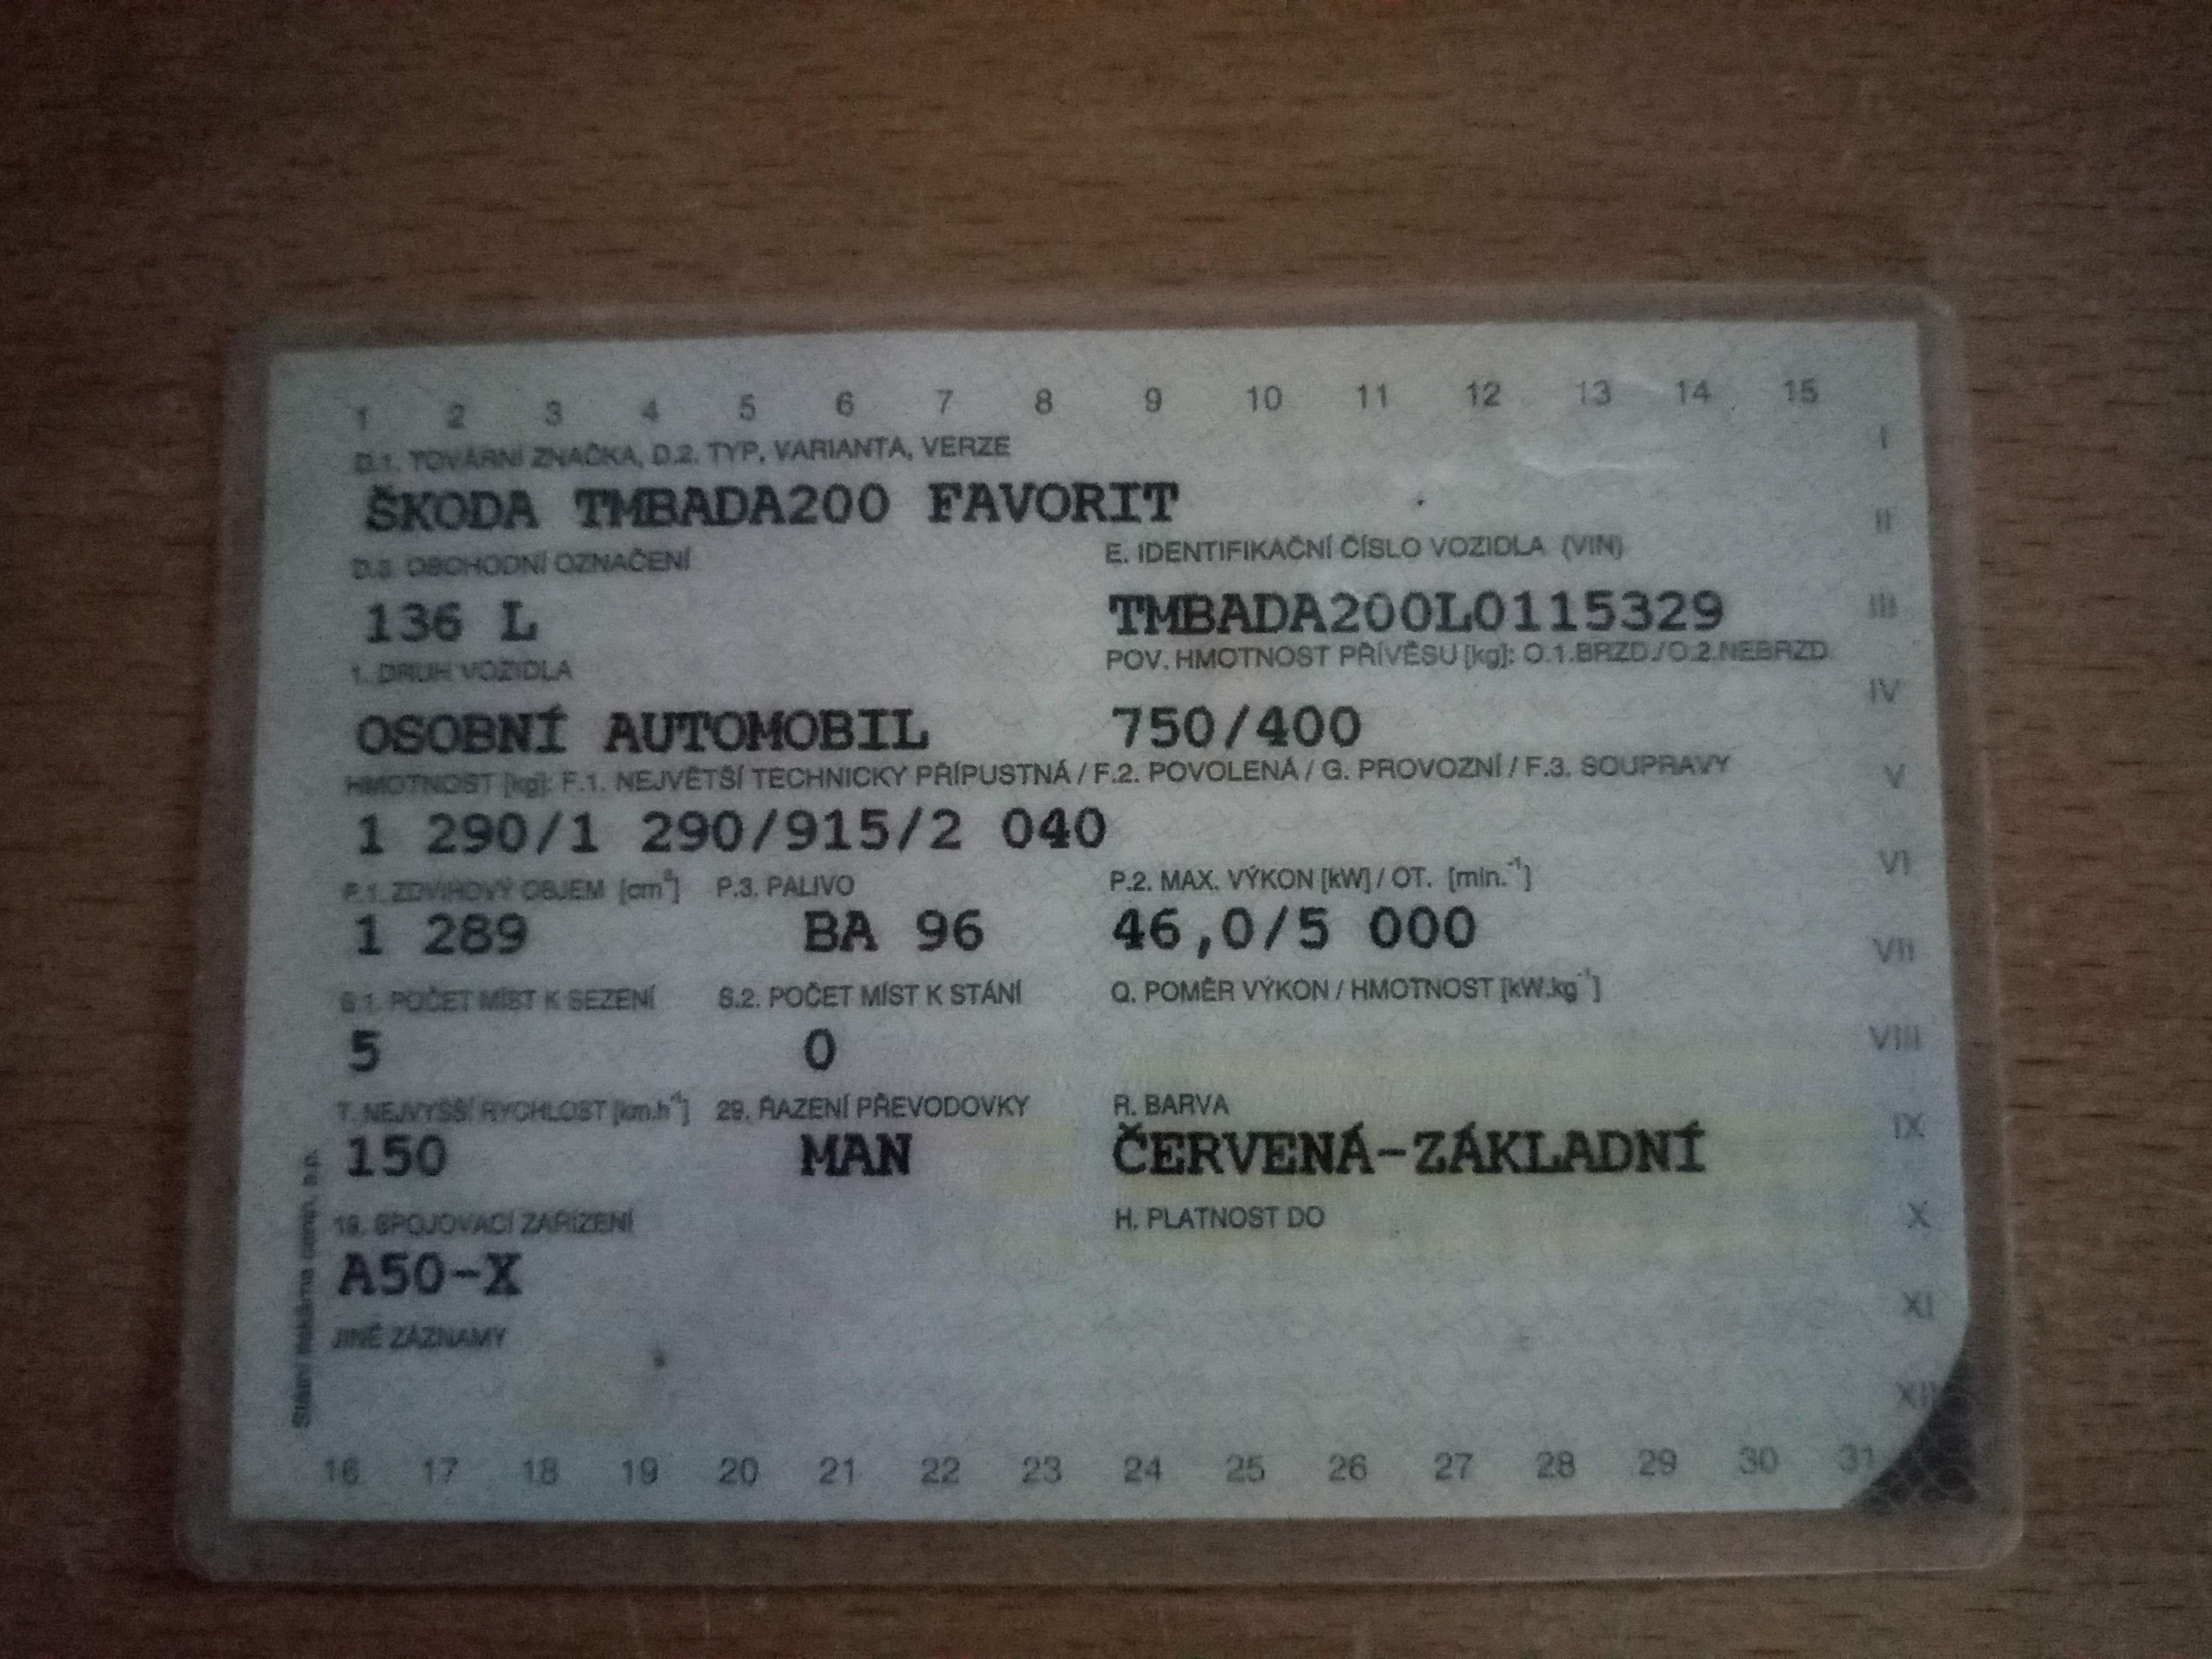 1 2 3 4 5 6 7 8 9 10 11 12 13 14 15
D.1. TOVÁRNÍ ZNAČKA, D.2. TYP, VARIANTA, VERZE
I
ŠKODA TMBADA200 FAVORIT
II
D.3. OBCHODNÍ OZNAČENÍ E. IDENTIFIKAČNÍ ČÍSLO VOZIDLA (VIN)
136 L TMBADA200L0115329
III
1. DRUH VOZIDLA POV. HMOTNOST PŘÍVĚSU [kg]: O.1.BRZD./O.2.NEBRZD.
IV
OSOBNÍ AUTOMOBIL 750/400
HMOTNOST [kg]: F.1. NEJVĚTŠÍ TECHNICKY PŘÍPUSTNÁ / F.2. POVOLENÁ / G. PROVOZNÍ / F.3. SOUPRAVY
V
1 290/1 290/915/2 040
VI
P.1. ZDVIHOVÝ OBJEM [cm³] P.3. PALIVO P.2. MAX. VÝKON [kW] / OT. [min.⁻¹]
1 289 BA 96 46,0/5 000
VII
S.1. POČET MÍST K SEZENÍ S.2. POČET MÍST K STÁNÍ Q. POMĚR VÝKON / HMOTNOST [kW.kg⁻¹]
VIII
5 0
T. NEJVYŠŠÍ RYCHLOST [km.h⁻¹] 29. ŘAZENÍ PŘEVODOVKY R. BARVA
IX
150 MAN ČERVENÁ-ZÁKLADNÍ
19. SPOJOVACÍ ZAŘÍZENÍ H. PLATNOST DO
X
A50-X
XI
JINÉ ZÁZNAMY
XII
16 17 18 19 20 21 22 23 24 25 26 27 28 29 30 31